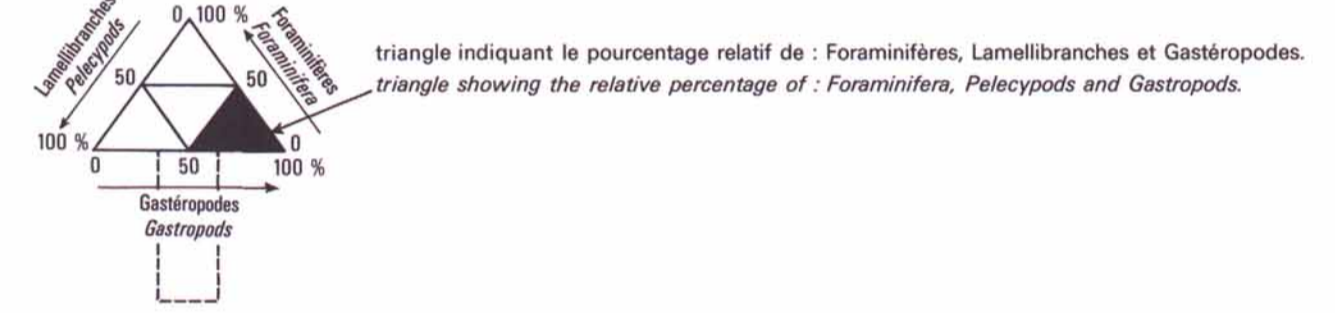 0 100 %
Lamellibranches
Pelecypods
Foraminifères
Foraminifera
triangle indiquant le pourcentage relatif de : Foraminifères, Lamellibranches et Gastéropodes.
triangle showing the relative percentage of : Foraminifera, Pelecypods and Gastropods.
50 50
100 % 0
0 50 100 %
Gastéropodes
Gastropods